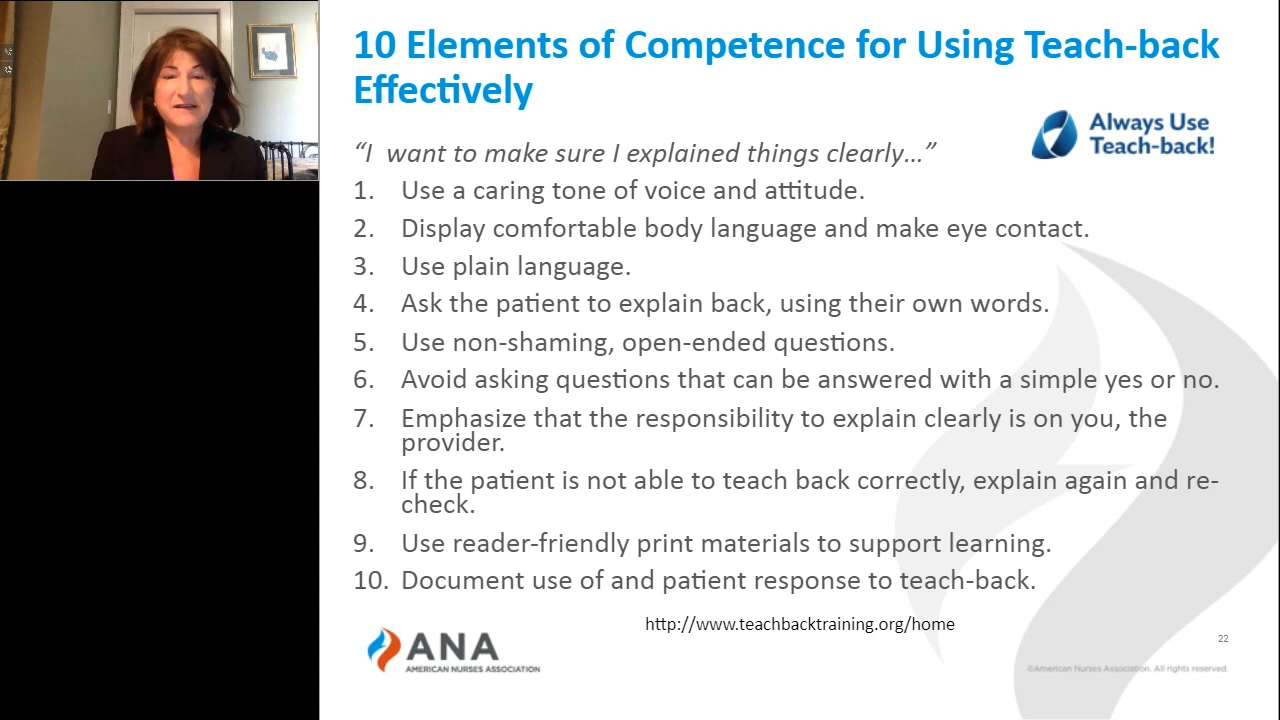 10 Elements of Competence for Using Teach-back
Effectively
Always Use
Teach-back!
“I want to make sure I explained things clearly…”
1. Use a caring tone of voice and attitude.
2. Display comfortable body language and make eye contact.
3. Use plain language.
4. Ask the patient to explain back, using their own words.
5. Use non-shaming, open-ended questions.
6. Avoid asking questions that can be answered with a simple yes or no.
7. Emphasize that the responsibility to explain clearly is on you, the
provider.
8. If the patient is not able to teach back correctly, explain again and re-
check.
9. Use reader-friendly print materials to support learning.
10. Document use of and patient response to teach-back.
http://www.teachbacktraining.org/home
ANA
AMERICAN NURSES ASSOCIATION
22
©American Nurses Association. All rights reserved.